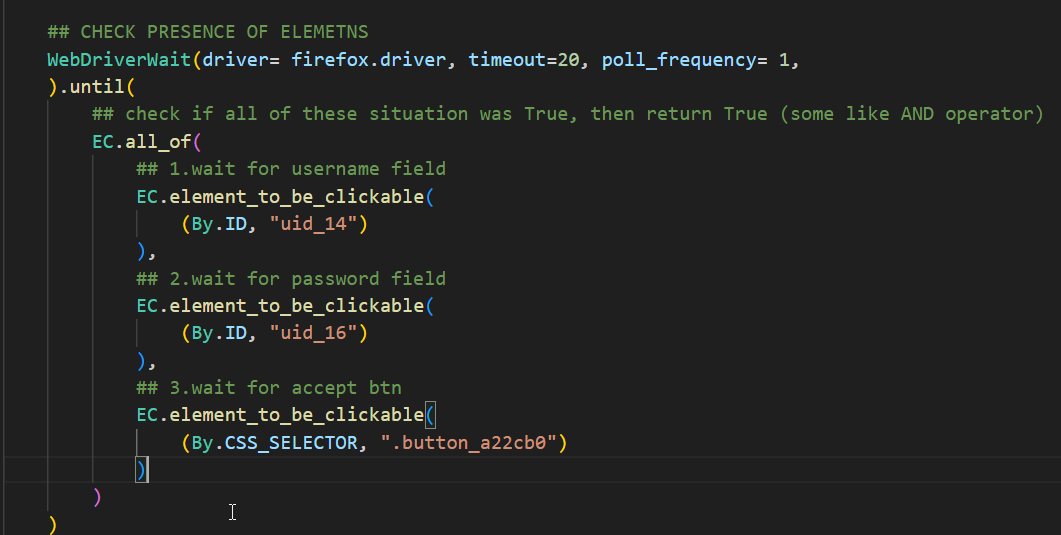 ## CHECK PRESENCE OF ELEMETNS
WebDriverWait(driver= firefox.driver, timeout=20, poll_frequency= 1,
).until(
    ## check if all of these situation was True, then return True (some like AND operator)
    EC.all_of(
        ## 1.wait for username field
        EC.element_to_be_clickable(
            (By.ID, "uid_14")
        ),
        ## 2.wait for password field
        EC.element_to_be_clickable(
            (By.ID, "uid_16")
        ),
        ## 3.wait for accept btn
        EC.element_to_be_clickable(
            (By.CSS_SELECTOR, ".button_a22cb0")
        )
    )
)